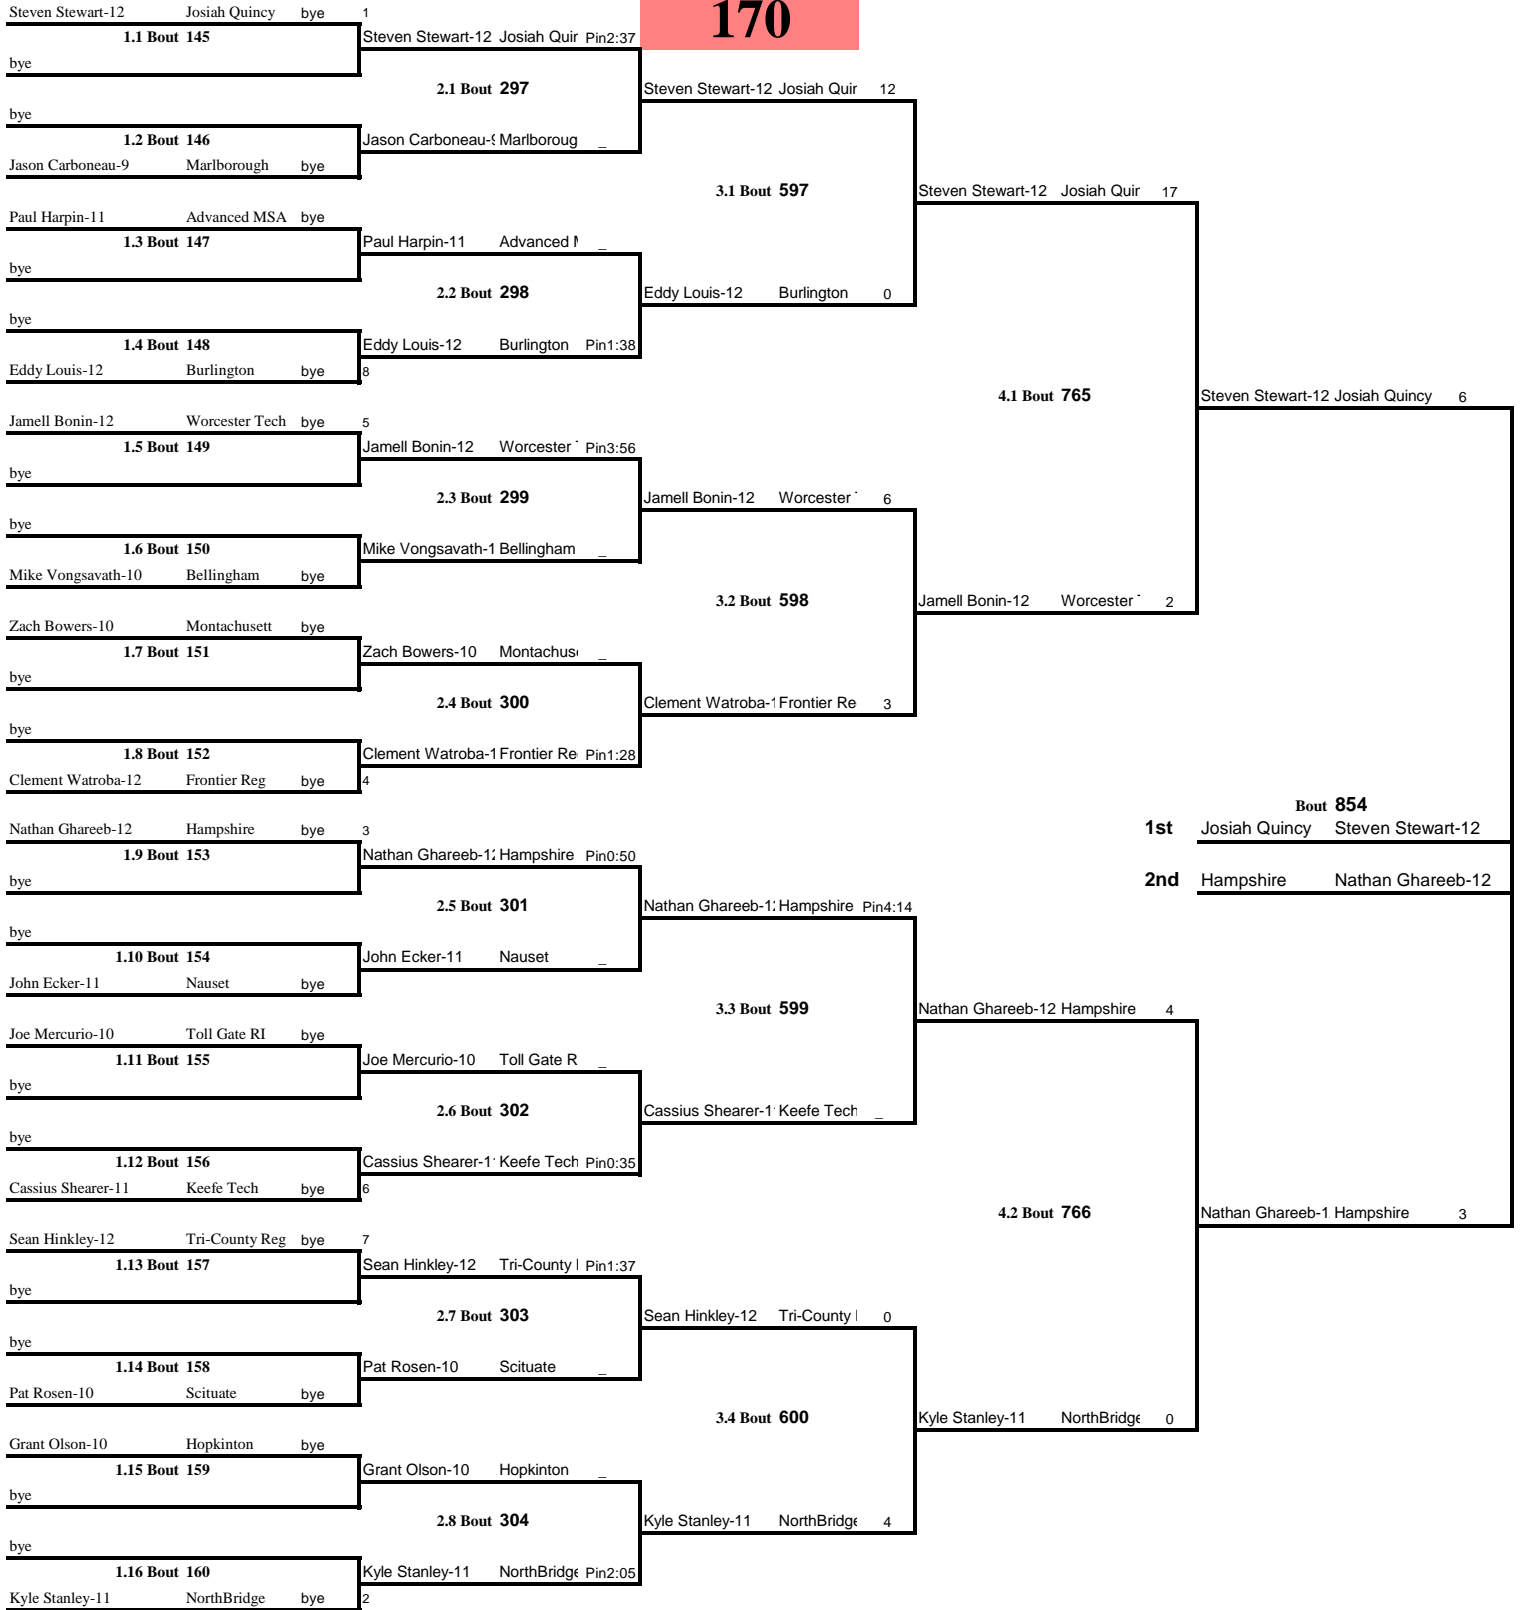 170
Steven Stewart-12 Josiah Quincy bye 1
1.1 Bout 145 Steven Stewart-12 Josiah Quir Pin2:37
bye
2.1 Bout 297 Steven Stewart-12 Josiah Quir 12
bye
1.2 Bout 146 Jason Carboneau-9 Marlboroug _
Jason Carboneau-9 Marlborough bye
3.1 Bout 597 Steven Stewart-12 Josiah Quir 17
Paul Harpin-11 Advanced MSA bye
1.3 Bout 147 Paul Harpin-11 Advanced M _
bye
2.2 Bout 298 Eddy Louis-12 Burlington 0
bye
1.4 Bout 148 Eddy Louis-12 Burlington Pin1:38
Eddy Louis-12 Burlington bye 8
4.1 Bout 765 Steven Stewart-12 Josiah Quincy 6
Jamell Bonin-12 Worcester Tech bye 5
1.5 Bout 149 Jamell Bonin-12 Worcester Pin3:56
bye
2.3 Bout 299 Jamell Bonin-12 Worcester 6
bye
1.6 Bout 150 Mike Vongsavath-1 Bellingham _
Mike Vongsavath-10 Bellingham bye
3.2 Bout 598 Jamell Bonin-12 Worcester 2
Zach Bowers-10 Montachusett bye
1.7 Bout 151 Zach Bowers-10 Montachus _
bye
2.4 Bout 300 Clement Watroba-1 Frontier Re 3
bye
1.8 Bout 152 Clement Watroba-1 Frontier Re Pin1:28
Clement Watroba-12 Frontier Reg bye 4
Bout 854
Nathan Ghareeb-12 Hampshire bye 3
1st Josiah Quincy Steven Stewart-12
1.9 Bout 153 Nathan Ghareeb-12 Hampshire Pin0:50
bye
2nd Hampshire Nathan Ghareeb-12
2.5 Bout 301 Nathan Ghareeb-12 Hampshire Pin4:14
bye
1.10 Bout 154 John Ecker-11 Nauset _
John Ecker-11 Nauset bye
3.3 Bout 599 Nathan Ghareeb-12 Hampshire 4
Joe Mercurio-10 Toll Gate RI bye
1.11 Bout 155 Joe Mercurio-10 Toll Gate R _
bye
2.6 Bout 302 Cassius Shearer-1 Keefe Tech _
bye
1.12 Bout 156 Cassius Shearer-1 Keefe Tech Pin0:35
Cassius Shearer-11 Keefe Tech bye 6
4.2 Bout 766 Nathan Ghareeb-1 Hampshire 3
Sean Hinkley-12 Tri-County Reg bye 7
1.13 Bout 157 Sean Hinkley-12 Tri-County Pin1:37
bye
2.7 Bout 303 Sean Hinkley-12 Tri-County 0
bye
1.14 Bout 158 Pat Rosen-10 Scituate _
Pat Rosen-10 Scituate bye
3.4 Bout 600 Kyle Stanley-11 NorthBridge 0
Grant Olson-10 Hopkinton bye
1.15 Bout 159 Grant Olson-10 Hopkinton _
bye
2.8 Bout 304 Kyle Stanley-11 NorthBridge 4
bye
1.16 Bout 160 Kyle Stanley-11 NorthBridge Pin2:05
Kyle Stanley-11 NorthBridge bye 2